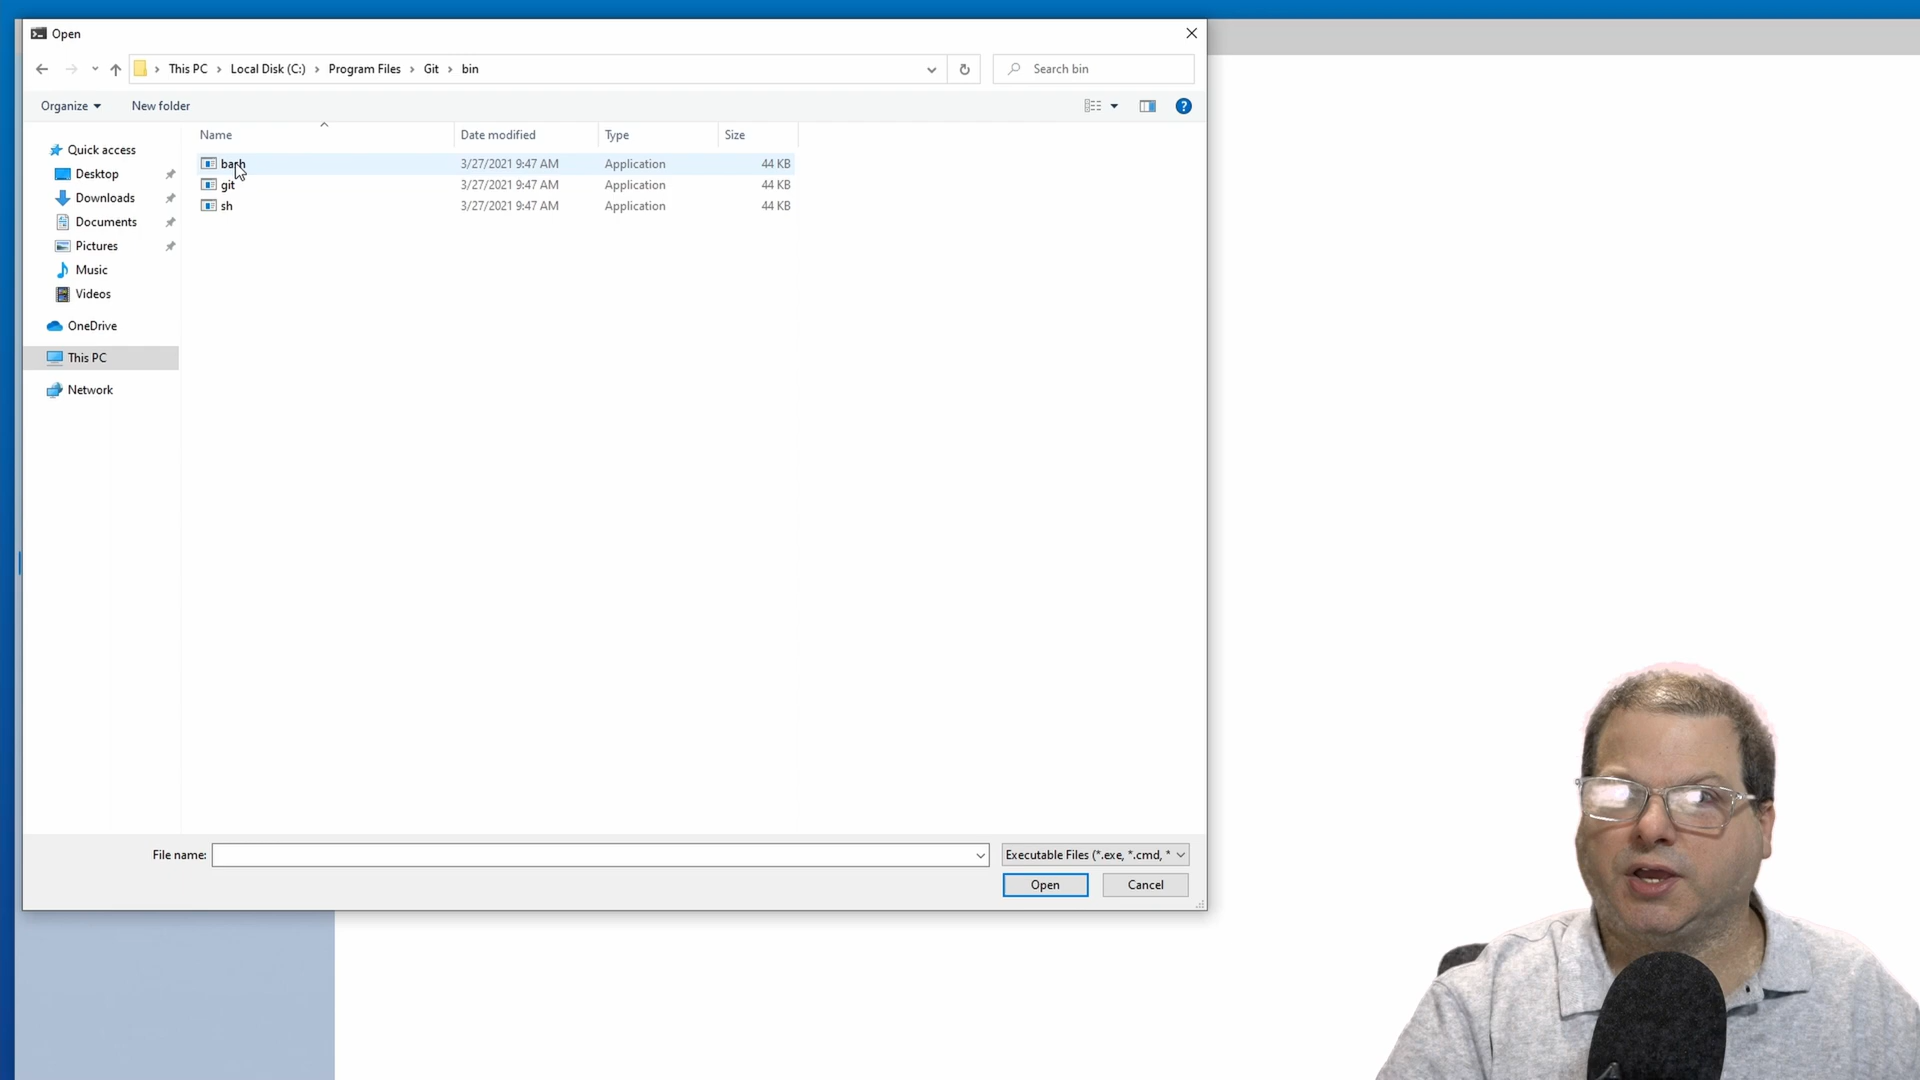 Open
This PC > Local Disk (C:) > Program Files > Git > bin
Search bin
Organize
New folder
Name Date modified Type Size
bash 3/27/2021 9:47 AM Application 44 KB
git 3/27/2021 9:47 AM Application 44 KB
sh 3/27/2021 9:47 AM Application 44 KB
Quick access
Desktop
Downloads
Documents
Pictures
Music
Videos
OneDrive
This PC
Network
File name:
Executable Files (*.exe, *.cmd, *
Open
Cancel